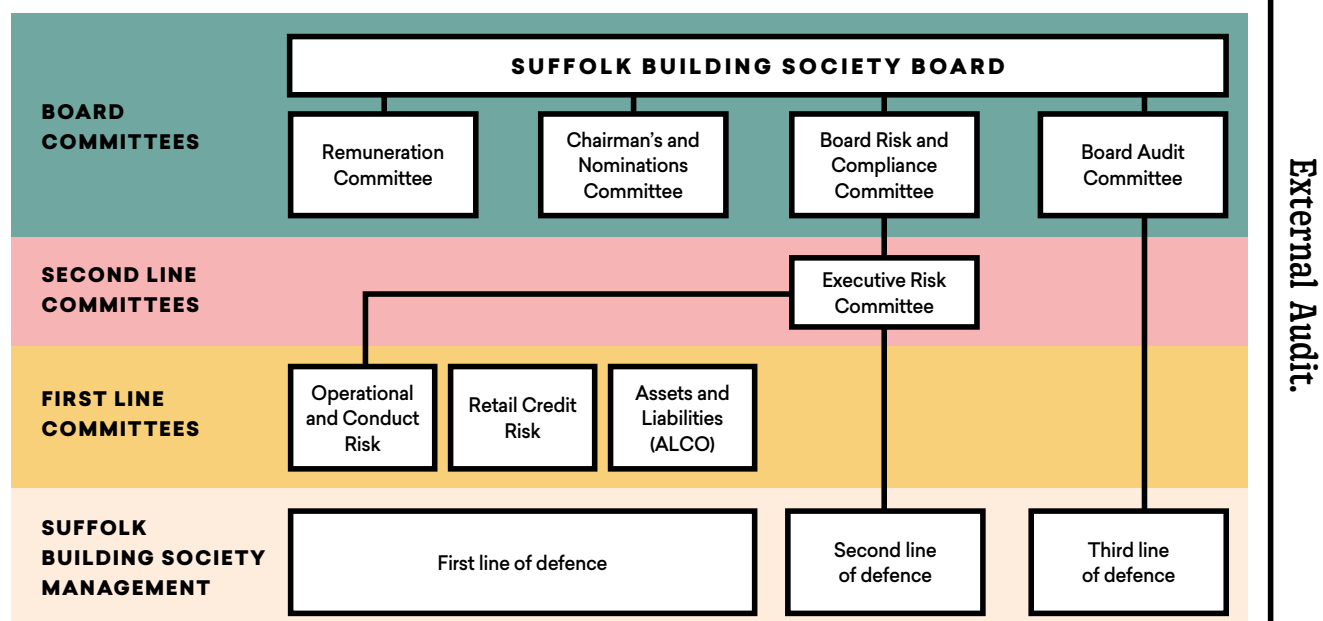 SUFFOLK BUILDING SOCIETY BOARD
BOARD
COMMITTEES
Remuneration
Committee
Chairman's and
Nominations
Committee
Board Risk and
Compliance
Committee
Board Audit
Committee
SECOND LINE
COMMITTEES
Executive Risk
Committee
FIRST LINE
COMMITTEES
Operational
and Conduct
Risk
Retail Credit
Risk
Assets and
Liabilities
(ALCO)
SUFFOLK
BUILDING SOCIETY
MANAGEMENT
First line of defence
Second line
of defence
Third line
of defence
External Audit.